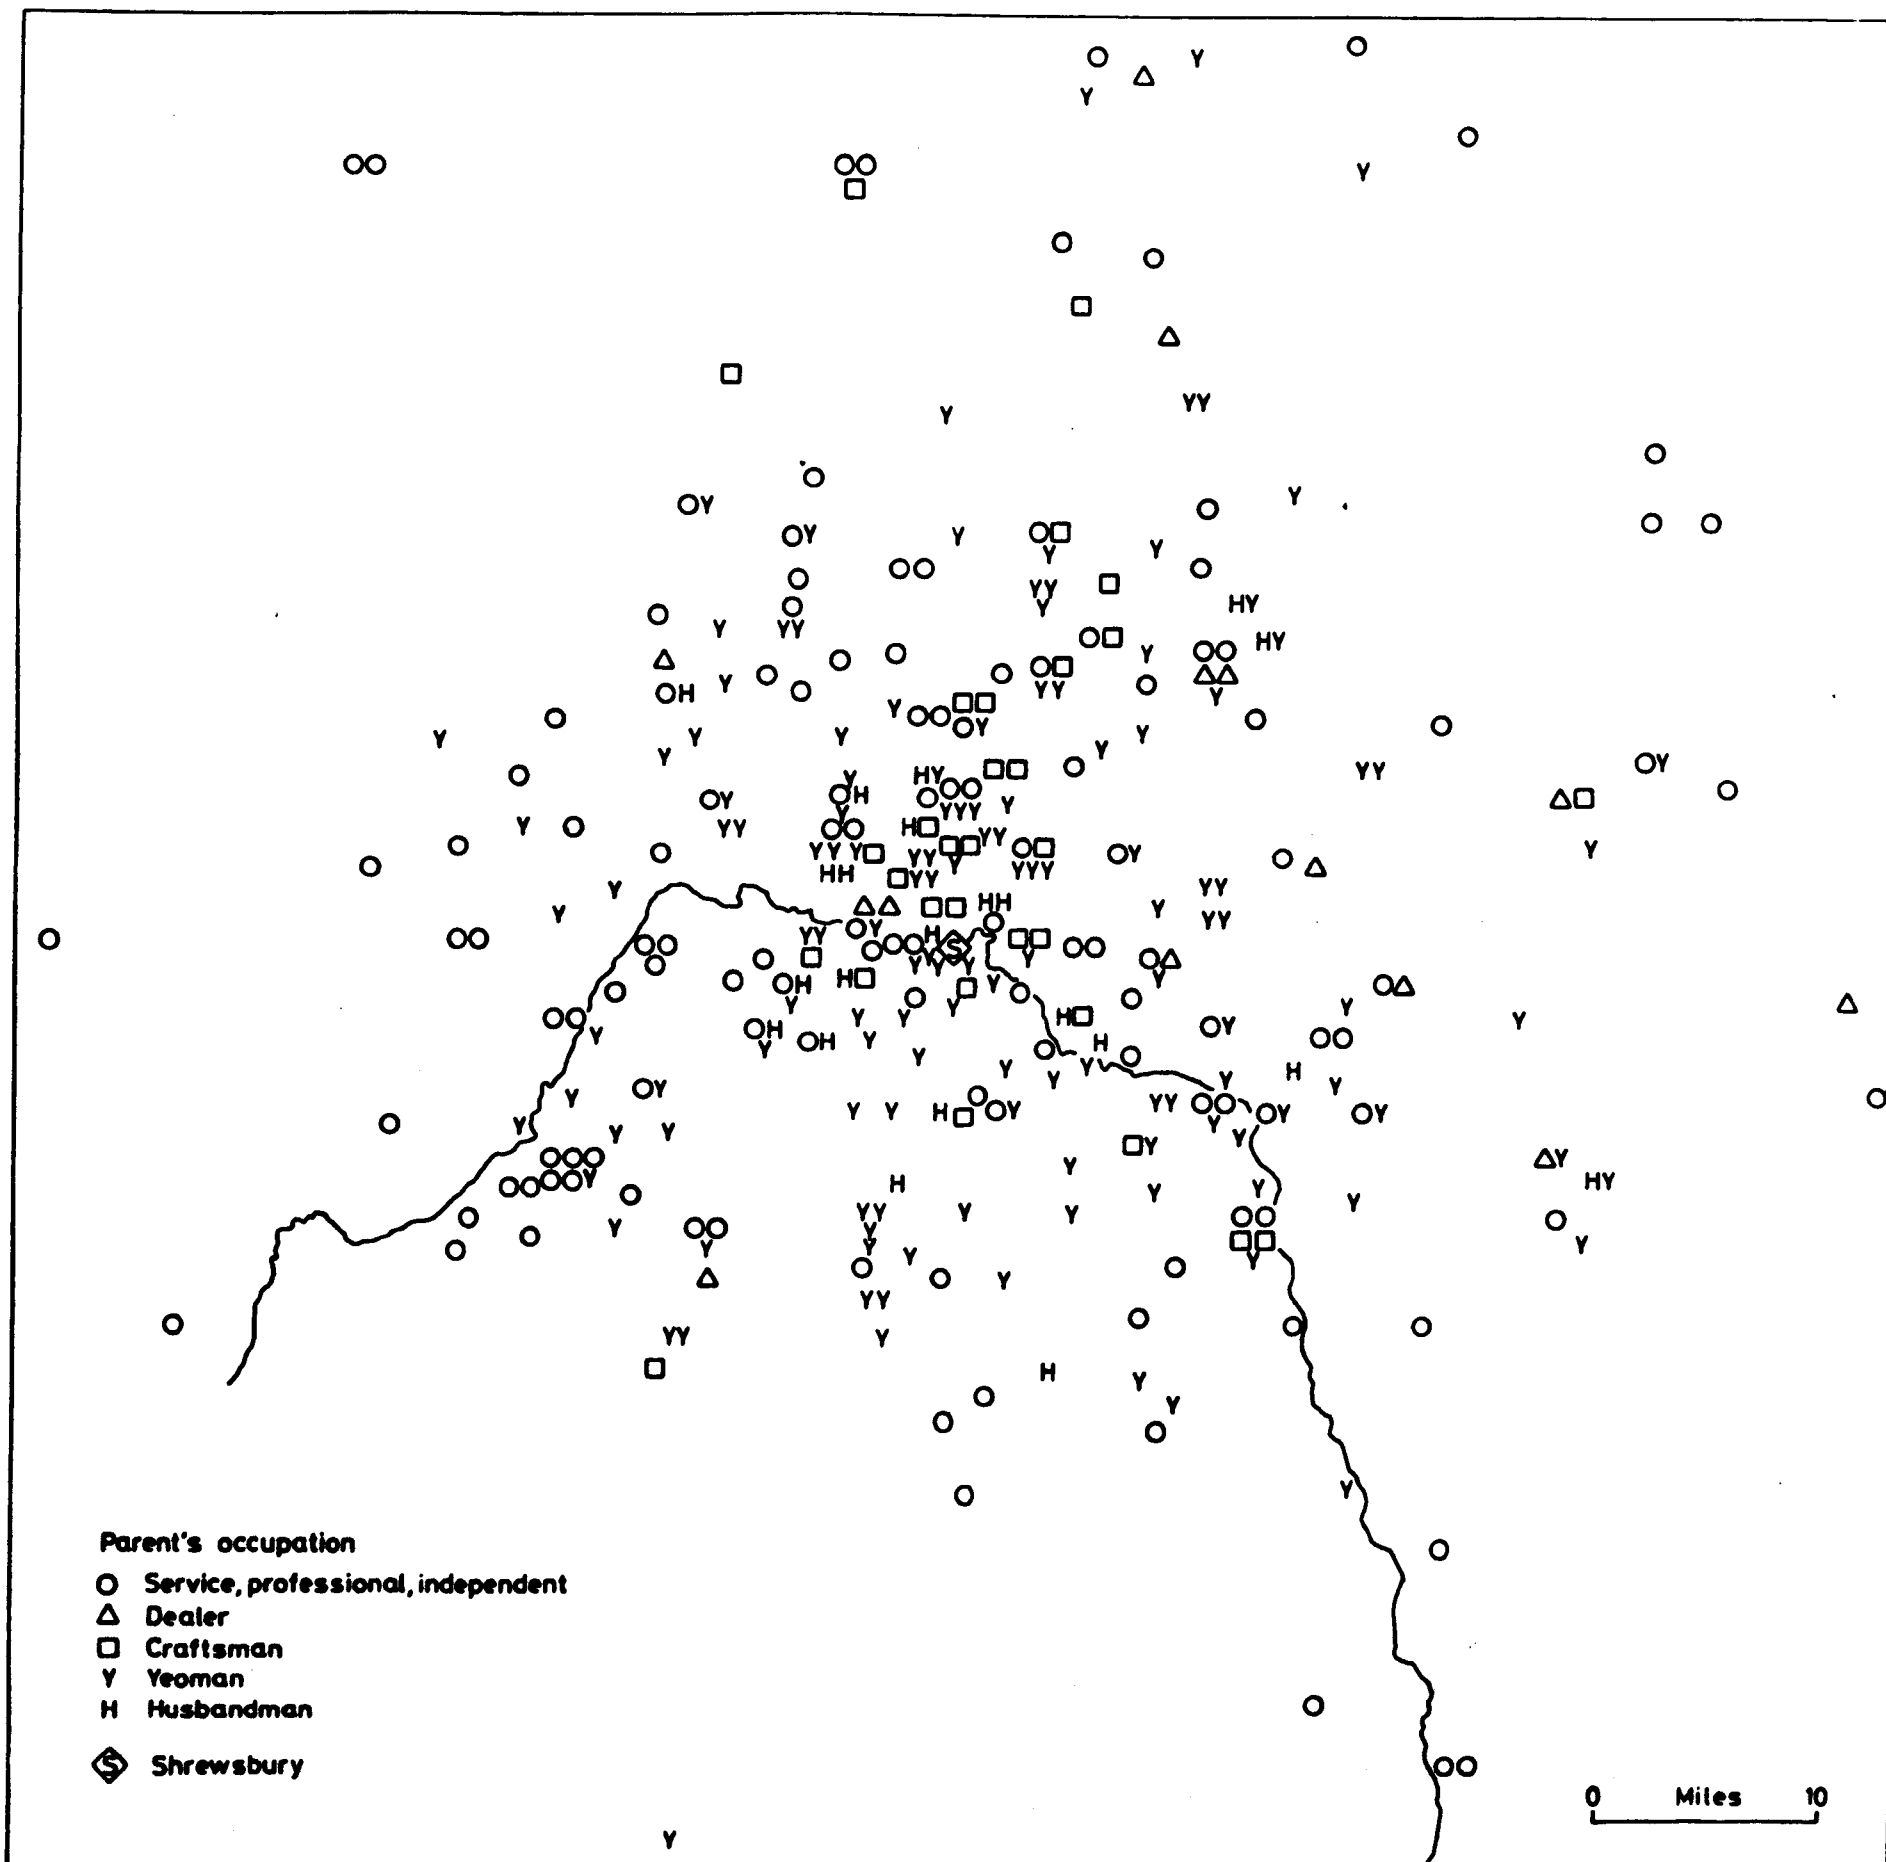 Parent's occupation
Service, professional, independent
Dealer
Craftsman
Y Yeoman
H Husbandman
S Shrewsbury
0 Miles 10